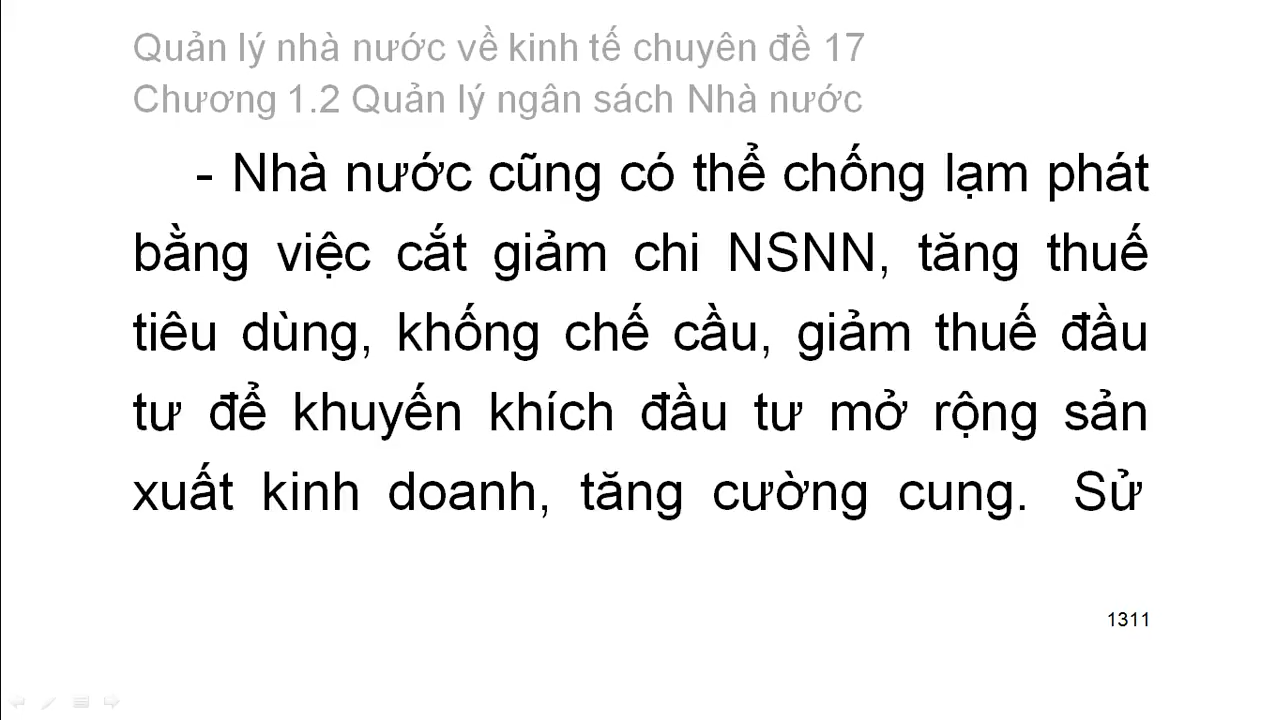 Quản lý nhà nước về kinh tế chuyên đề 17
Chương 1.2 Quản lý ngân sách Nhà nước
- Nhà nước cũng có thể chống lạm phát
bằng việc cắt giảm chi NSNN, tăng thuế
tiêu dùng, khống chế cầu, giảm thuế đầu
tư để khuyến khích đầu tư mở rộng sản
xuất kinh doanh, tăng cường cung. Sử
1311